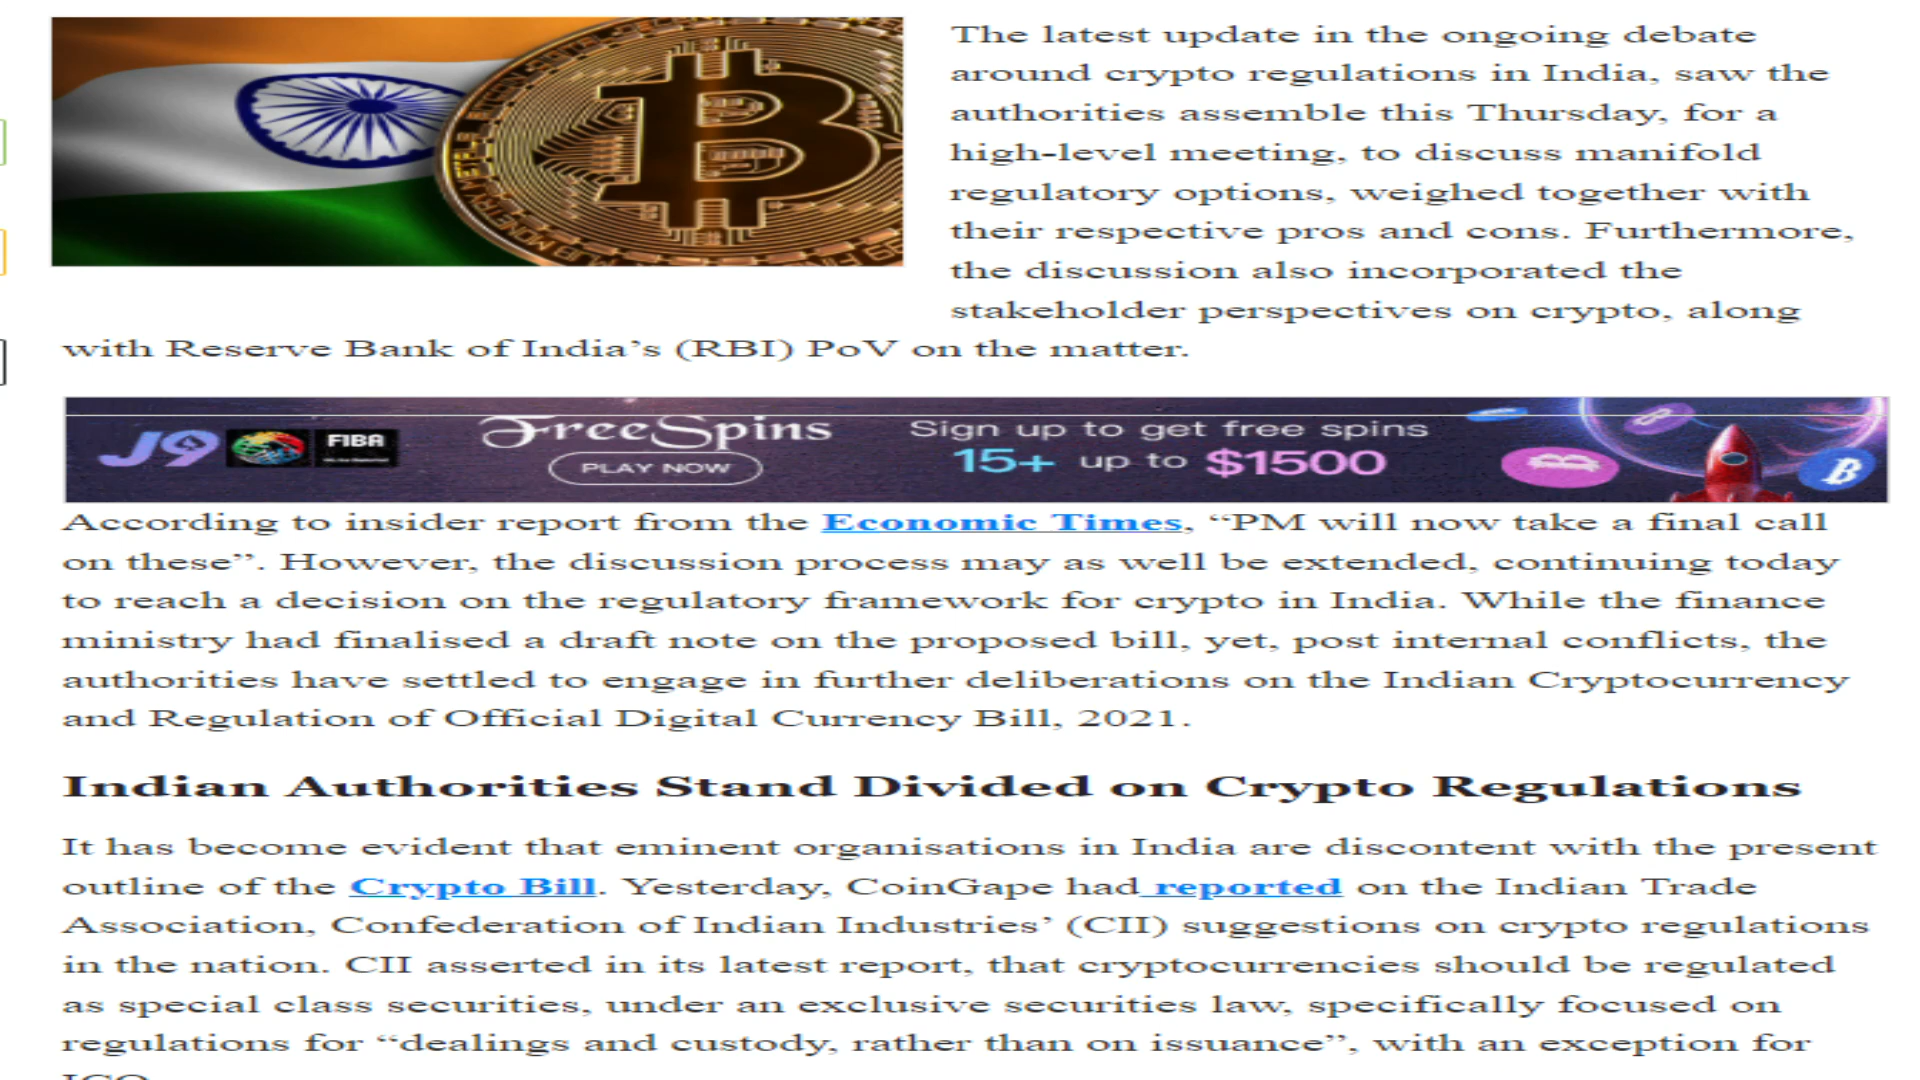 The latest update in the ongoing debate
around crypto regulations in India, saw the
authorities assemble this Thursday, for a
high-level meeting, to discuss manifold
regulatory options, weighed together with
their respective pros and cons. Furthermore,
the discussion also incorporated the
stakeholder perspectives on crypto, along
with Reserve Bank of India’s (RBI) PoV on the matter.
J9 FIBA
FreeSpins
PLAY NOW
Sign up to get free spins
15+ up to $1500
According to insider report from the Economic Times, “PM will now take a final call
on these”. However, the discussion process may as well be extended, continuing today
to reach a decision on the regulatory framework for crypto in India. While the finance
ministry had finalised a draft note on the proposed bill, yet, post internal conflicts, the
authorities have settled to engage in further deliberations on the Indian Cryptocurrency
and Regulation of Official Digital Currency Bill, 2021.
Indian Authorities Stand Divided on Crypto Regulations
It has become evident that eminent organisations in India are discontent with the present
outline of the Crypto Bill. Yesterday, CoinGape had reported on the Indian Trade
Association, Confederation of Indian Industries’ (CII) suggestions on crypto regulations
in the nation. CII asserted in its latest report, that cryptocurrencies should be regulated
as special class securities, under an exclusive securities law, specifically focused on
regulations for “dealings and custody, rather than on issuance”, with an exception for